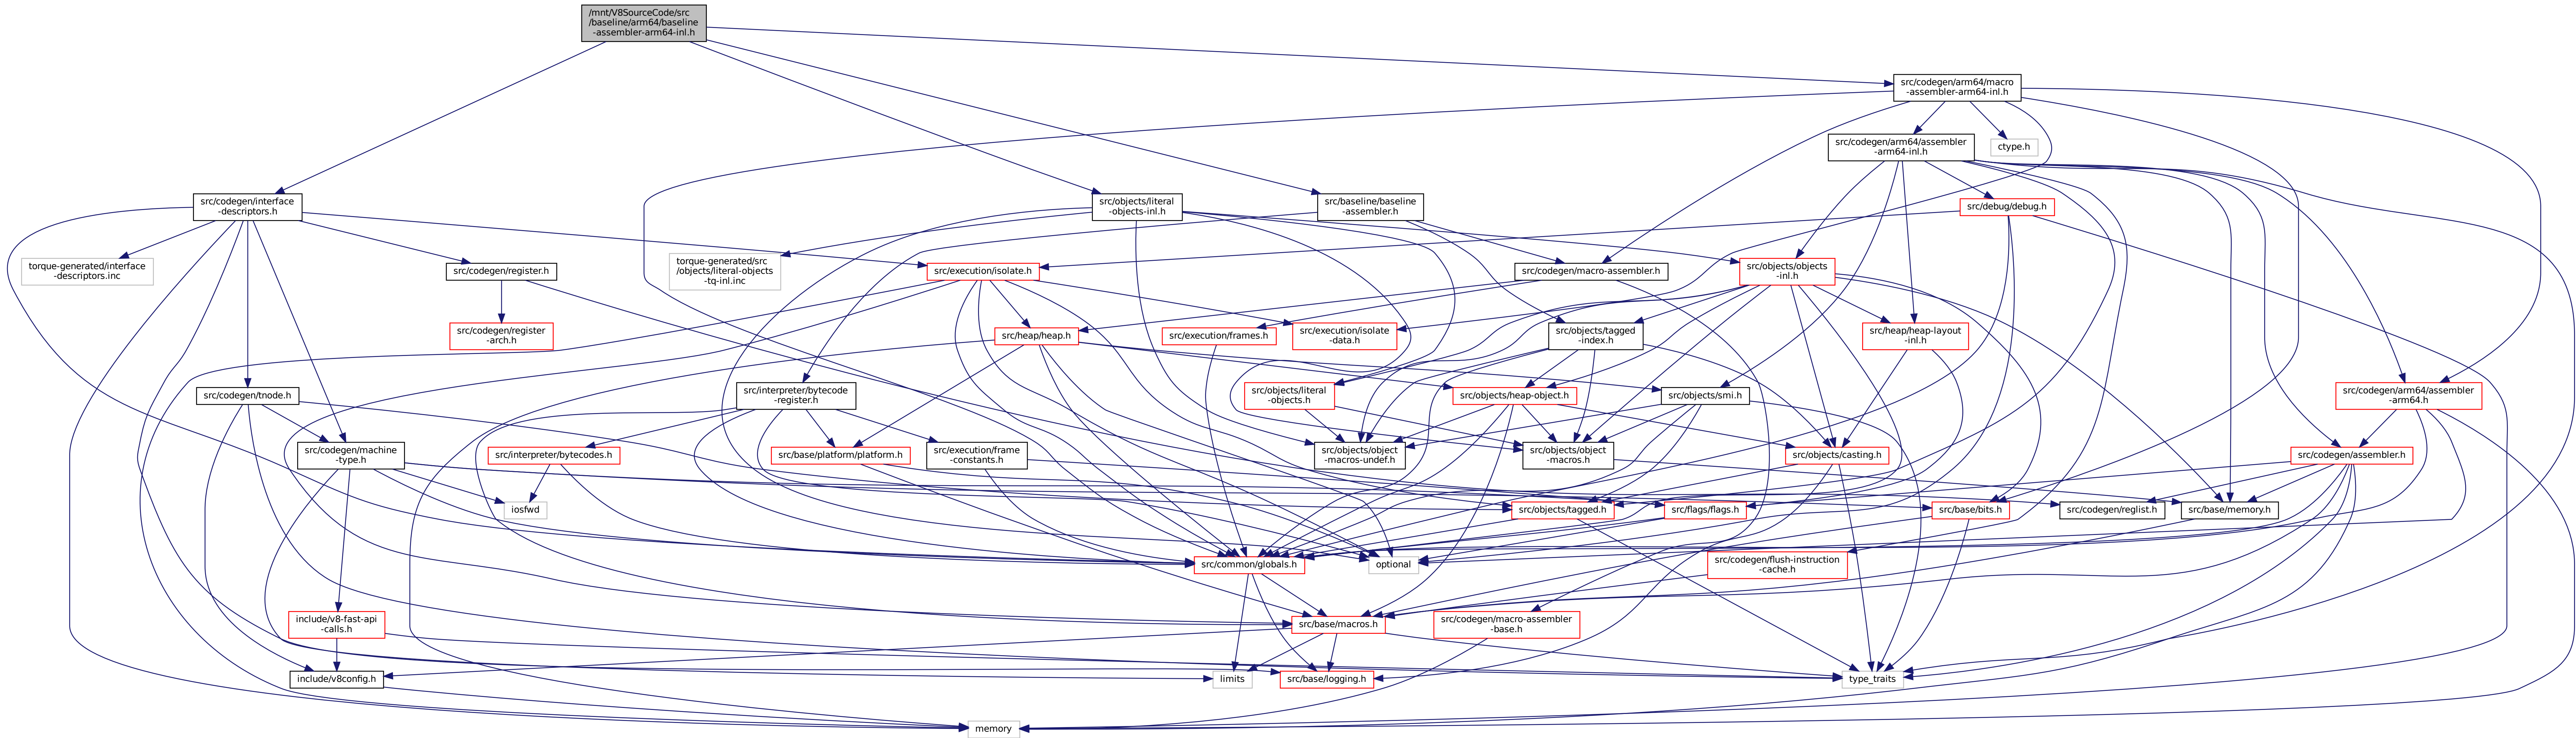 /mnt/V8SourceCode/src
/baseline/arm64/baseline
-assembler-arm64-inl.h
src/codegen/arm64/macro
-assembler-arm64-inl.h
src/codegen/arm64/assembler
-arm64-inl.h
ctype.h
src/codegen/interface
-descriptors.h
src/objects/literal
-objects-inl.h
src/baseline/baseline
-assembler.h
src/debug/debug.h
torque-generated/interface
-descriptors.inc
src/codegen/register.h
torque-generated/src
/objects/literal-objects
-tq-inl.inc
src/execution/isolate.h
src/codegen/macro-assembler.h
src/objects/objects
-inl.h
src/codegen/register
-arch.h
src/heap/heap.h
src/execution/frames.h
src/execution/isolate
-data.h
src/objects/tagged
-index.h
src/heap/heap-layout
-inl.h
src/codegen/tnode.h
src/interpreter/bytecode
-register.h
src/objects/literal
-objects.h
src/objects/heap-object.h
src/objects/smi.h
src/codegen/arm64/assembler
-arm64.h
src/codegen/machine
-type.h
src/interpreter/bytecodes.h
src/base/platform/platform.h
src/execution/frame
-constants.h
src/objects/object
-macros-undef.h
src/objects/object
-macros.h
src/objects/casting.h
src/codegen/assembler.h
iosfwd
src/objects/tagged.h
src/flags/flags.h
src/base/bits.h
src/codegen/reglist.h
src/base/memory.h
src/common/globals.h
optional
src/codegen/flush-instruction
-cache.h
include/v8-fast-api
-calls.h
src/base/macros.h
src/codegen/macro-assembler
-base.h
include/v8config.h
limits
src/base/logging.h
type_traits
memory